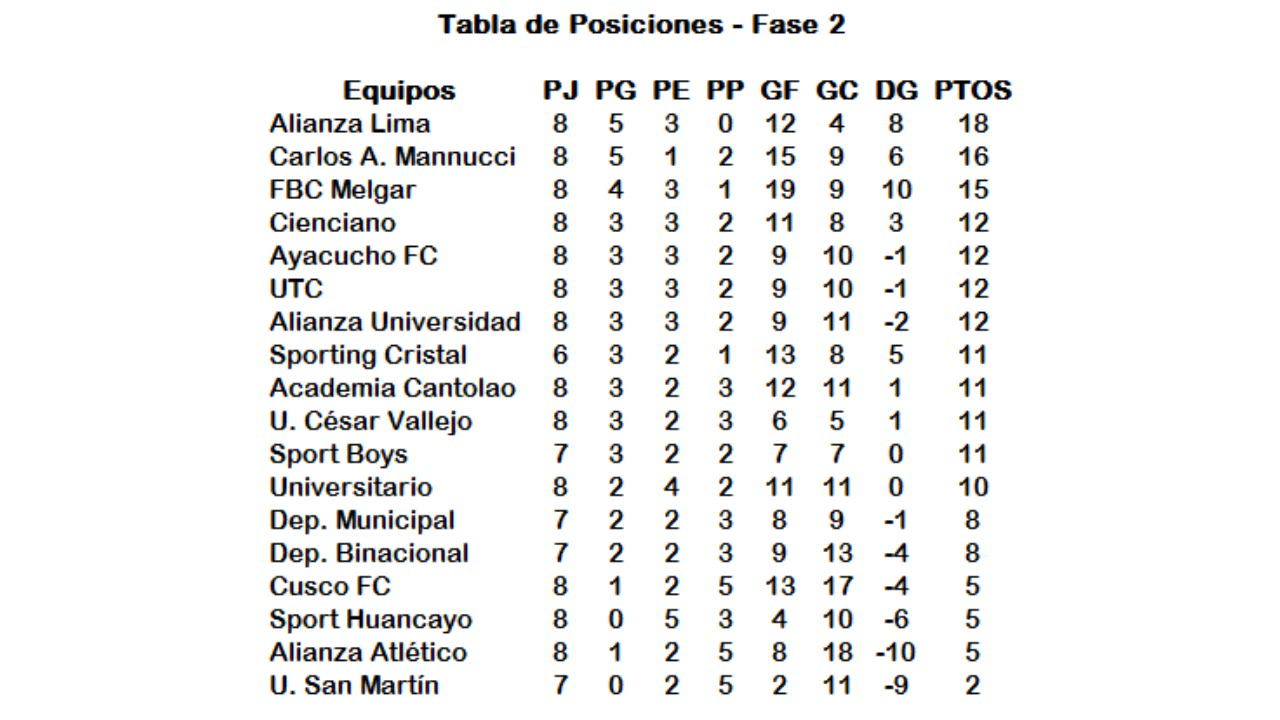 Tabla de Posiciones - Fase 2
Equipos PJ PG PE PP GF GC DG PTOS
Alianza Lima 8 5 3 0 12 4 8 18
Carlos A. Mannucci 8 5 1 2 15 9 6 16
FBC Melgar 8 4 3 1 19 9 10 15
Cienciano 8 3 3 2 11 8 3 12
Ayacucho FC 8 3 3 2 9 10 -1 12
UTC 8 3 3 2 9 10 -1 12
Alianza Universidad 8 3 3 2 9 11 -2 12
Sporting Cristal 6 3 2 1 13 8 5 11
Academia Cantolao 8 3 2 3 12 11 1 11
U. César Vallejo 8 3 2 3 6 5 1 11
Sport Boys 7 3 2 2 7 7 0 11
Universitario 8 2 4 2 11 11 0 10
Dep. Municipal 7 2 2 3 8 9 -1 8
Dep. Binacional 7 2 2 3 9 13 -4 8
Cusco FC 8 1 2 5 13 17 -4 5
Sport Huancayo 8 0 5 3 4 10 -6 5
Alianza Atlético 8 1 2 5 8 18 -10 5
U. San Martín 7 0 2 5 2 11 -9 2